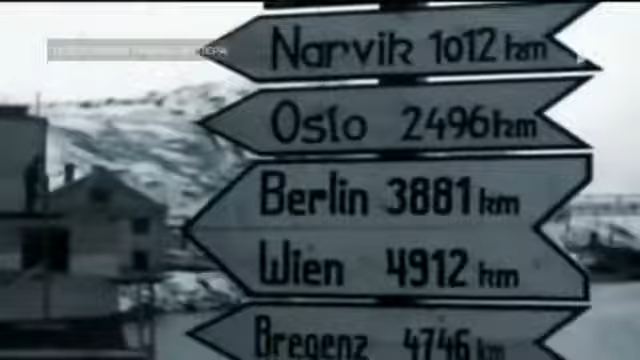 Narvik 1012 km
Oslo 2496 km
Berlin 3881 km
Wien 4912 km
Bregenz 4746 km